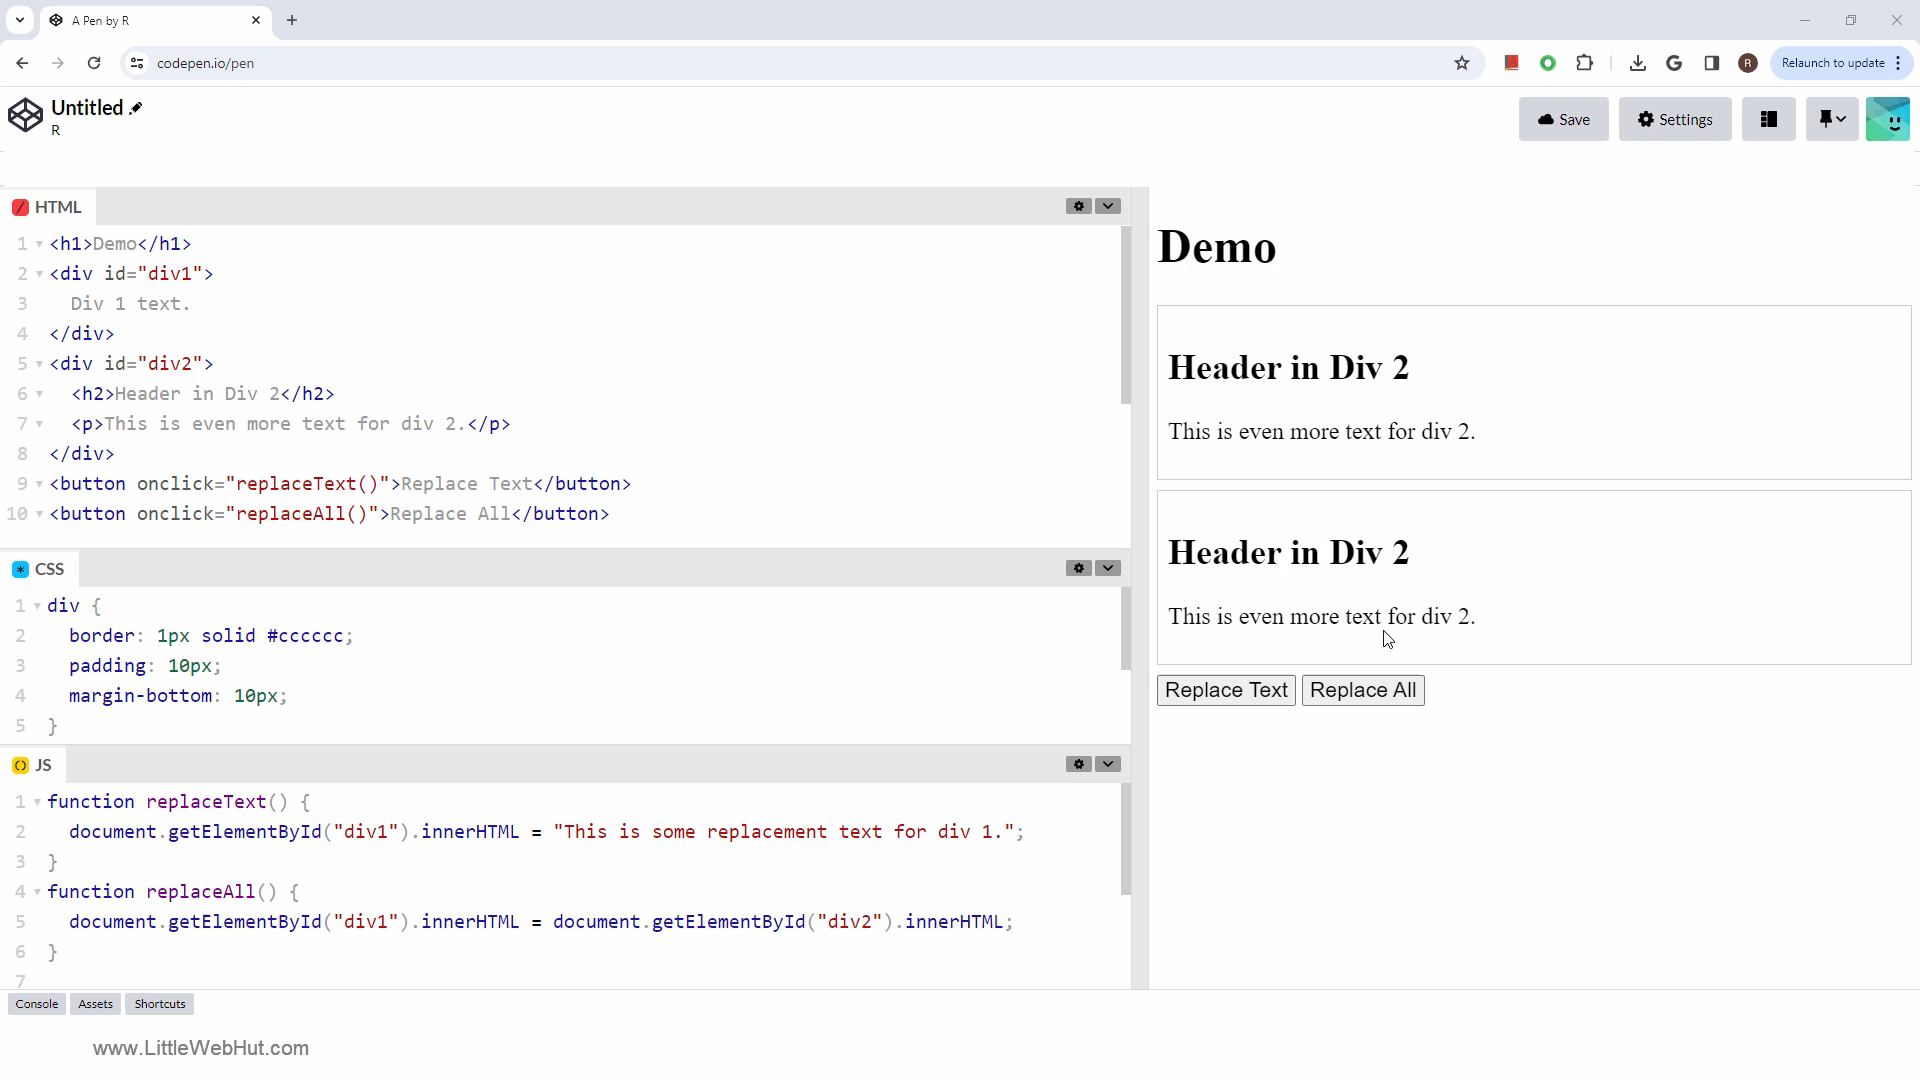 A Pen by R
codepen.io/pen
R
Relaunch to update
Untitled
R
Save
Settings
HTML
1 <h1>Demo</h1>
2 <div id="div1">
3 Div 1 text.
4 </div>
5 <div id="div2">
6 <h2>Header in Div 2</h2>
7 <p>This is even more text for div 2.</p>
8 </div>
9 <button onclick="replaceText()">Replace Text</button>
10 <button onclick="replaceAll()">Replace All</button>
CSS
1 div {
2 border: 1px solid #cccccc;
3 padding: 10px;
4 margin-bottom: 10px;
5 }
JS
1 function replaceText() {
2 document.getElementById("div1").innerHTML = "This is some replacement text for div 1.";
3 }
4 function replaceAll() {
5 document.getElementById("div1").innerHTML = document.getElementById("div2").innerHTML;
6 }
7
Demo
Header in Div 2
This is even more text for div 2.
Header in Div 2
This is even more text for div 2.
Replace Text Replace All
Console Assets Shortcuts
www.LittleWebHut.com